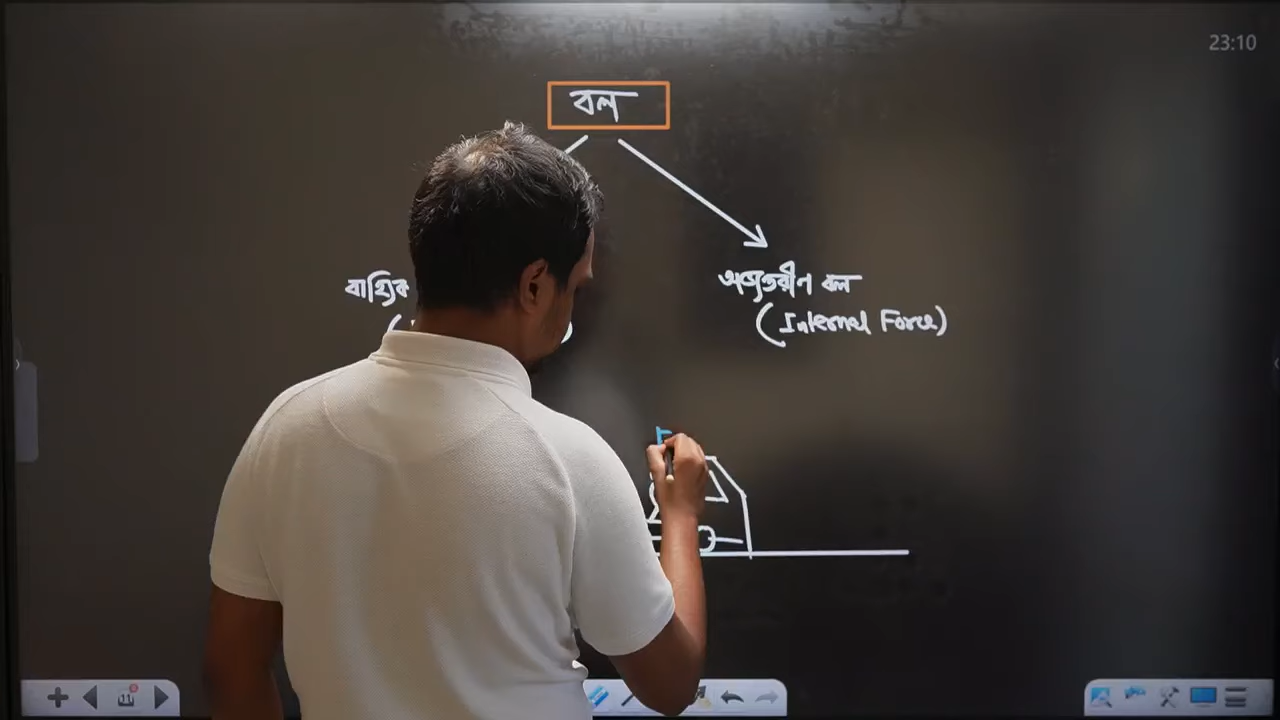 23:10
বল
বাহ্যিক
অভ্যন্তরীণ বল
(Internal Force)
F